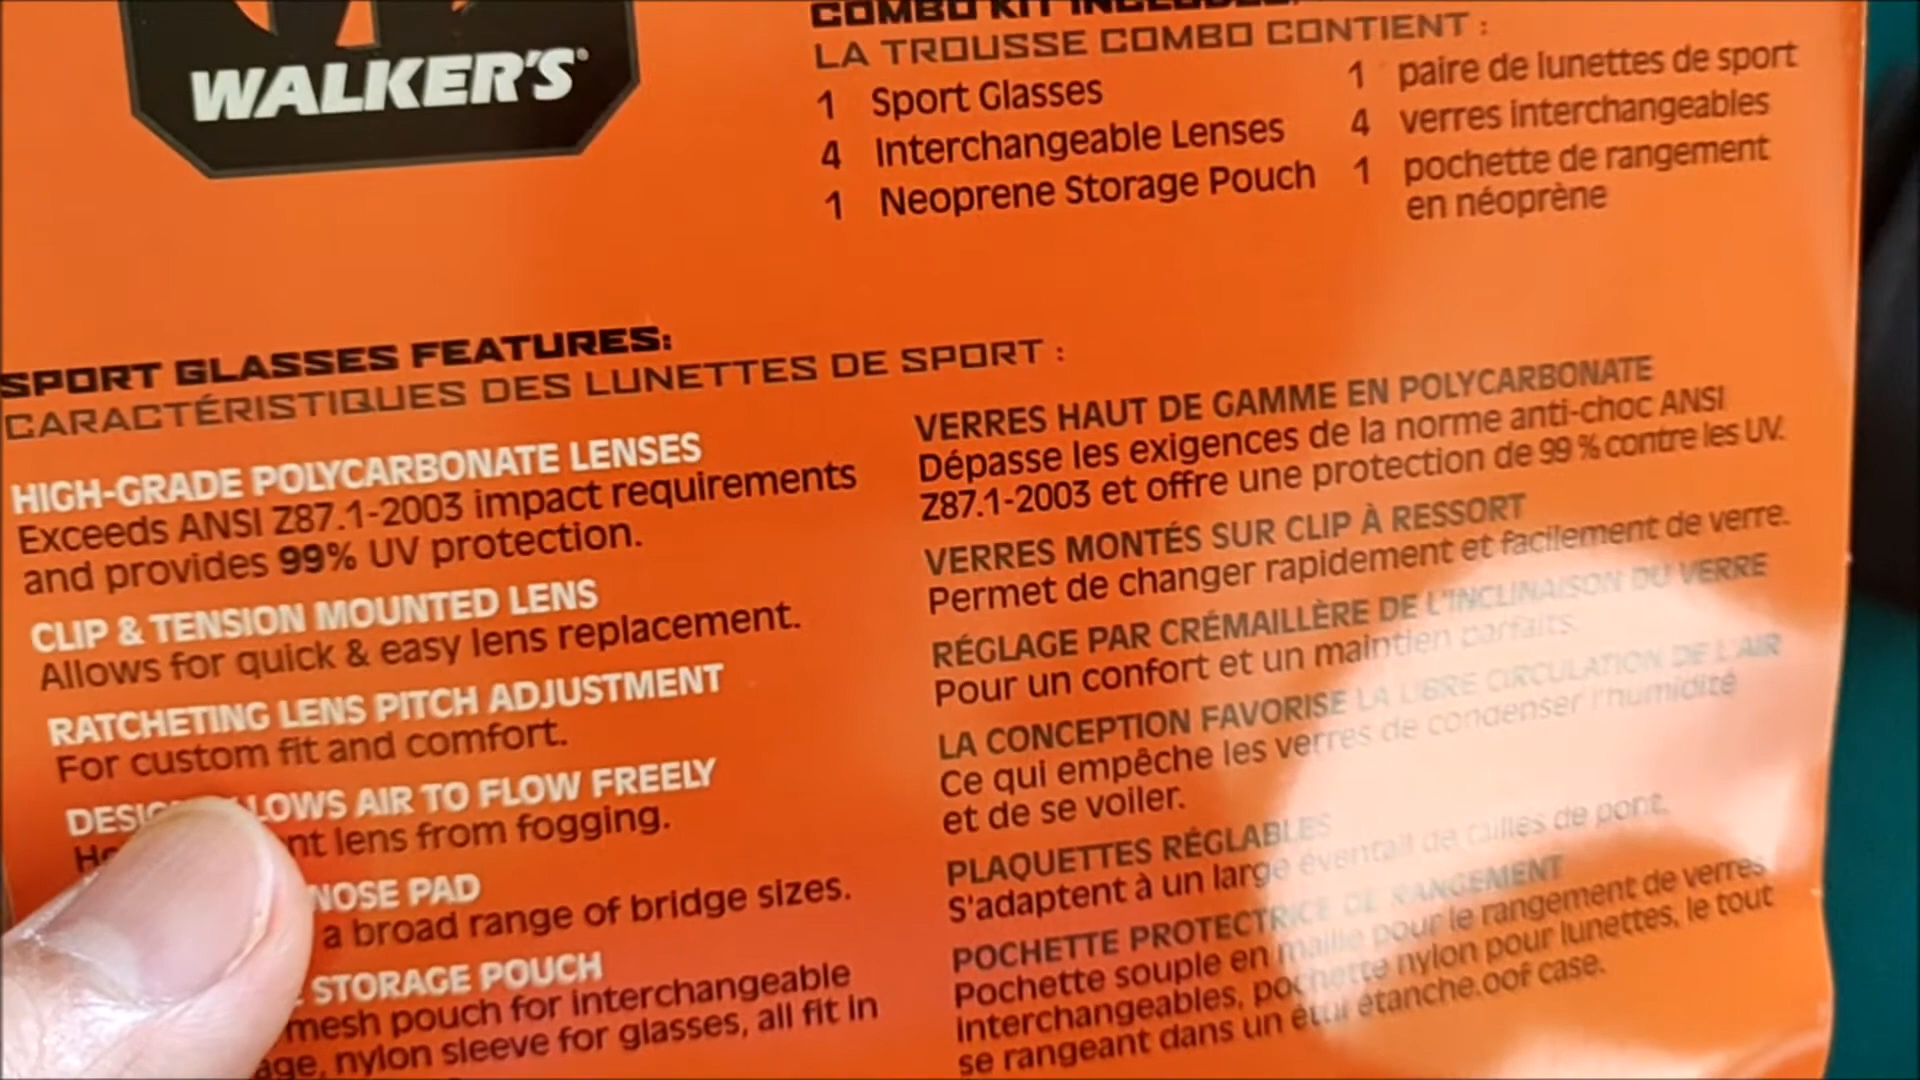 WALKER'S
COMBO KIT INCLUDES:
LA TROUSSE COMBO CONTIENT :
1 Sport Glasses
4 Interchangeable Lenses
1 Neoprene Storage Pouch
1 paire de lunettes de sport
4 verres interchangeables
1 pochette de rangement
en néoprène
SPORT GLASSES FEATURES:
CARACTÉRISTIQUES DES LUNETTES DE SPORT :
HIGH-GRADE POLYCARBONATE LENSES
Exceeds ANSI Z87.1-2003 impact requirements
and provides 99% UV protection.
CLIP & TENSION MOUNTED LENS
Allows for quick & easy lens replacement.
RATCHETING LENS PITCH ADJUSTMENT
For custom fit and comfort.
AIR TO FLOW FREELY
lens from fogging.
NOSE PAD
a broad range of bridge sizes.
STORAGE POUCH
mesh pouch for interchangeable
nylon sleeve for glasses, all fit in
VERRES HAUT DE GAMME EN POLYCARBONATE
Dépasse les exigences de la norme anti-choc ANSI
Z87.1-2003 et offre une protection de 99 % contre les UV.
VERRES MONTÉS SUR CLIP À RESSORT
Permet de changer rapidement et facilement de verre.
RÉGLAGE PAR CRÉMAILLÈRE DE L'INCLINAISON DU VERRE
Pour un confort et un maintien parfaits.
LA CONCEPTION FAVORISE LA LIBRE CIRCULATION DE L'AIR
Ce qui empêche les verres de condenser l'humidité
et de se voiler.
PLAQUETTES RÉGLABLES
S'adaptent à un large éventail de tailles de pont.
POCHETTE PROTECTRICE DE RANGEMENT
Pochette souple en maille pour le rangement de verres
interchangeables, pochette nylon pour lunettes, le tout
se rangeant dans un étui étanche.oof case.